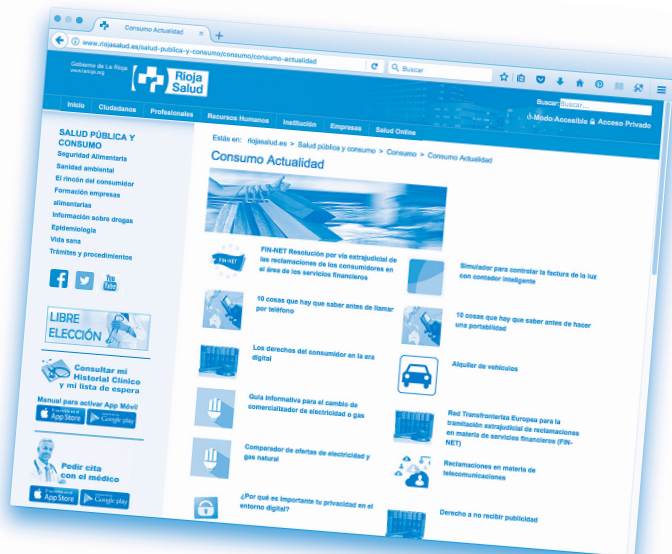 Consumo Actualidad
www.riojasalud.es/salud-publica-y-consumo/consumo/consumo-actualidad
Buscar
Gobierno de La Rioja
www.larioja.org
Rioja
Salud
Buscar: Buscar...
Modo Accesible Acceso Privado
Inicio Ciudadanos Profesionales Recursos Humanos Institución Empresas Salud Online
Estás en: riojasalud.es > Salud pública y consumo > Consumo > Consumo Actualidad
SALUD PÚBLICA Y
CONSUMO
Seguridad Alimentaria
Sanidad ambiental
El rincón del consumidor
Formación empresas
alimentarias
Información sobre drogas
Epidemiología
Vida sana
Trámites y procedimientos
You
Tube
LIBRE
ELECCIÓN
Consultar mi
Historial Clínico
y mi lista de espera
Manual para activar App Móvil
App Store
Google play
Pedir cita
con el médico
App Store
Google play
Consumo Actualidad
FIN-NET
FIN-NET Resolución por vía extrajudicial de
las reclamaciones de los consumidores en
el área de los servicios financieros
Simulador para controlar la factura de la luz
con contador inteligente
10 cosas que hay que saber antes de llamar
por teléfono
10 cosas que hay que saber antes de hacer
una portabilidad
Los derechos del consumidor en la era
digital
Alquiler de vehículos
Guía Informativa para el cambio de
comercializador de electricidad o gas
Red Transfronteriza Europea para la
tramitación extrajudicial de reclamaciones
en materia de servicios financieros (FIN-
NET)
Comparador de ofertas de electricidad y
gas natural
Reclamaciones en materia de
telecomunicaciones
¿Por qué es importante tu privacidad en el
entorno digital?
Derecho a no recibir publicidad